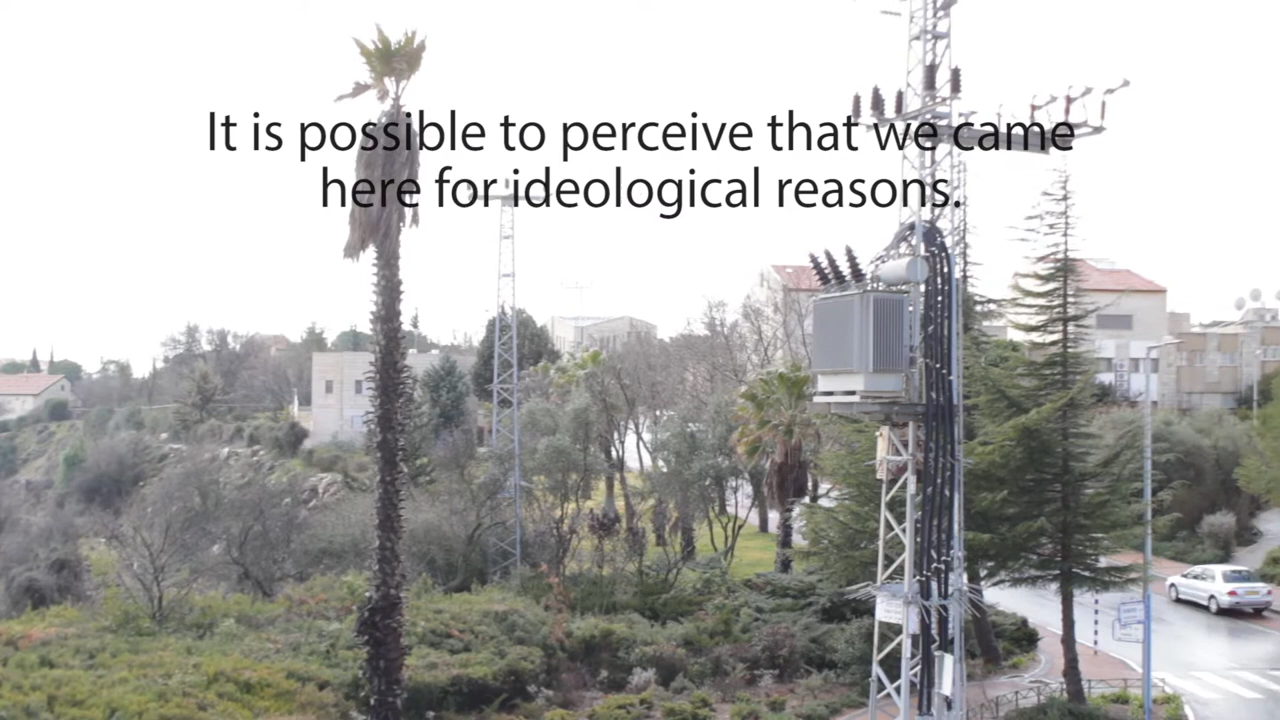 It is possible to perceive that we came
here for ideological reasons.